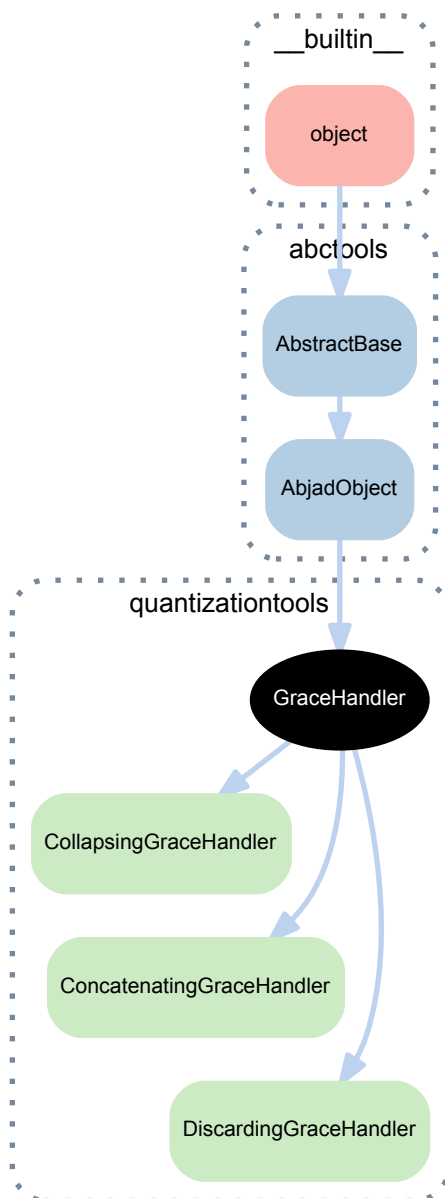 __builtin__
object
abctools
AbstractBase
AbjadObject
quantizationtools
GraceHandler
CollapsingGraceHandler
ConcatenatingGraceHandler
DiscardingGraceHandler